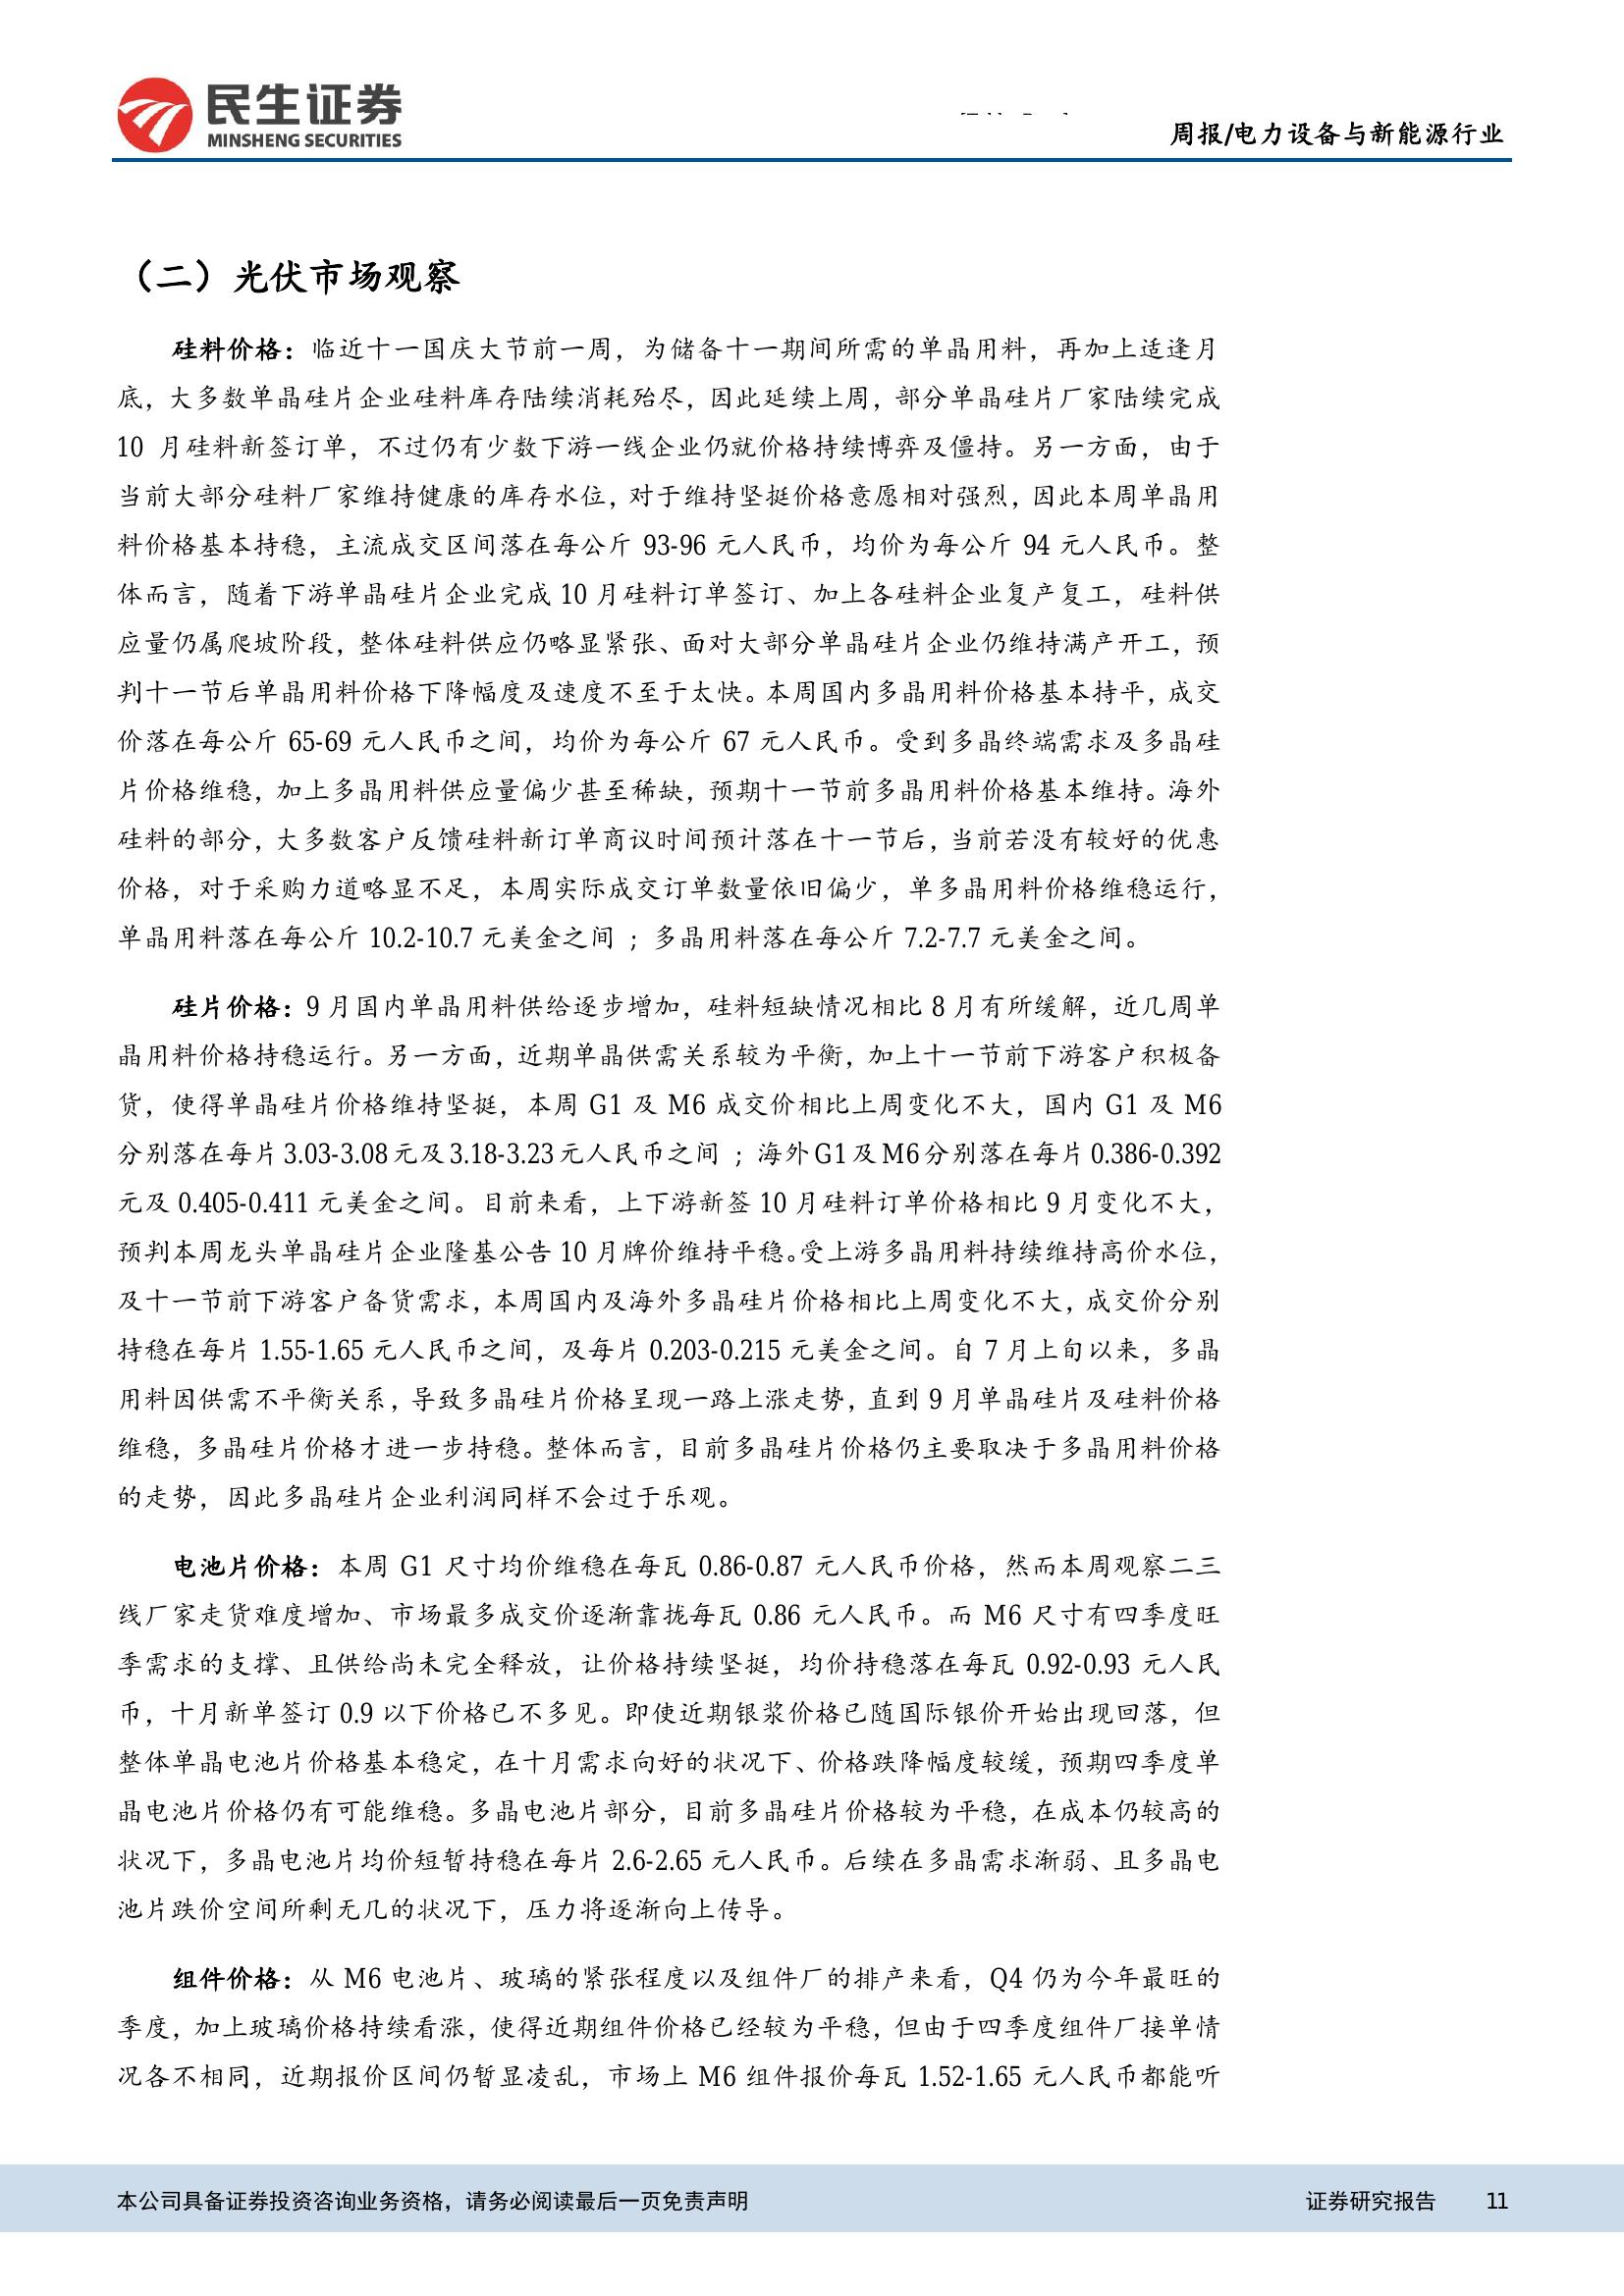 民生证券
MINSHENG SECURITIES
周报/电力设备与新能源行业
（二）光伏市场观察
硅料价格：临近十一国庆大节前一周，为储备十一期间所需的单晶用料，再加上适逢月
底，大多数单晶硅片企业硅料库存陆续消耗殆尽，因此延续上周，部分单晶硅片厂家陆续完成
10 月硅料新签订单，不过仍有少数下游一线企业仍就价格持续博弈及僵持。另一方面，由于
当前大部分硅料厂家维持健康的库存水位，对于维持坚挺价格意愿相对强烈，因此本周单晶用
料价格基本持稳，主流成交区间落在每公斤 93-96 元人民币，均价为每公斤 94 元人民币。整
体而言，随着下游单晶硅片企业完成 10 月硅料订单签订、加上各硅料企业复产复工，硅料供
应量仍属爬坡阶段，整体硅料供应仍略显紧张、面对大部分单晶硅片企业仍维持满产开工，预
判十一节后单晶用料价格下降幅度及速度不至于太快。本周国内多晶用料价格基本持平，成交
价落在每公斤 65-69 元人民币之间，均价为每公斤 67 元人民币。受到多晶终端需求及多晶硅
片价格维稳，加上多晶用料供应量偏少甚至稀缺，预期十一节前多晶用料价格基本维持。海外
硅料的部分，大多数客户反馈硅料新订单商议时间预计落在十一节后，当前若没有较好的优惠
价格，对于采购力道略显不足，本周实际成交订单数量依旧偏少，单多晶用料价格维稳运行，
单晶用料落在每公斤 10.2-10.7 元美金之间 ；多晶用料落在每公斤 7.2-7.7 元美金之间。
硅片价格：9 月国内单晶用料供给逐步增加，硅料短缺情况相比 8 月有所缓解，近几周单
晶用料价格持稳运行。另一方面，近期单晶供需关系较为平衡，加上十一节前下游客户积极备
货，使得单晶硅片价格维持坚挺，本周 G1 及 M6 成交价相比上周变化不大，国内 G1 及 M6
分别落在每片 3.03-3.08 元及 3.18-3.23 元人民币之间 ；海外 G1 及 M6 分别落在每片 0.386-0.392
元及 0.405-0.411 元美金之间。目前来看，上下游新签 10 月硅料订单价格相比 9 月变化不大，
预判本周龙头单晶硅片企业隆基公告 10 月牌价维持平稳。受上游多晶用料持续维持高价水位，
及十一节前下游客户备货需求，本周国内及海外多晶硅片价格相比上周变化不大，成交价分别
持稳在每片 1.55-1.65 元人民币之间，及每片 0.203-0.215 元美金之间。自 7 月上旬以来，多晶
用料因供需不平衡关系，导致多晶硅片价格呈现一路上涨走势，直到 9 月单晶硅片及硅料价格
维稳，多晶硅片价格才进一步持稳。整体而言，目前多晶硅片价格仍主要取决于多晶用料价格
的走势，因此多晶硅片企业利润同样不会过于乐观。
电池片价格：本周 G1 尺寸均价维稳在每瓦 0.86-0.87 元人民币价格，然而本周观察二三
线厂家走货难度增加、市场最多成交价逐渐靠拢每瓦 0.86 元人民币。而 M6 尺寸有四季度旺
季需求的支撑、且供给尚未完全释放，让价格持续坚挺，均价持稳落在每瓦 0.92-0.93 元人民
币，十月新单签订 0.9 以下价格已不多见。即使近期银浆价格已随国际银价开始出现回落，但
整体单晶电池片价格基本稳定，在十月需求向好的状况下、价格跌降幅度较缓，预期四季度单
晶电池片价格仍有可能维稳。多晶电池片部分，目前多晶硅片价格较为平稳，在成本仍较高的
状况下，多晶电池片均价短暂持稳在每片 2.6-2.65 元人民币。后续在多晶需求渐弱、且多晶电
池片跌价空间所剩无几的状况下，压力将逐渐向上传导。
组件价格：从 M6 电池片、玻璃的紧张程度以及组件厂的排产来看，Q4 仍为今年最旺的
季度，加上玻璃价格持续看涨，使得近期组件价格已经较为平稳，但由于四季度组件厂接单情
况各不相同，近期报价区间仍暂显凌乱，市场上 M6 组件报价每瓦 1.52-1.65 元人民币都能听
本公司具备证券投资咨询业务资格，请务必阅读最后一页免责声明
证券研究报告 11